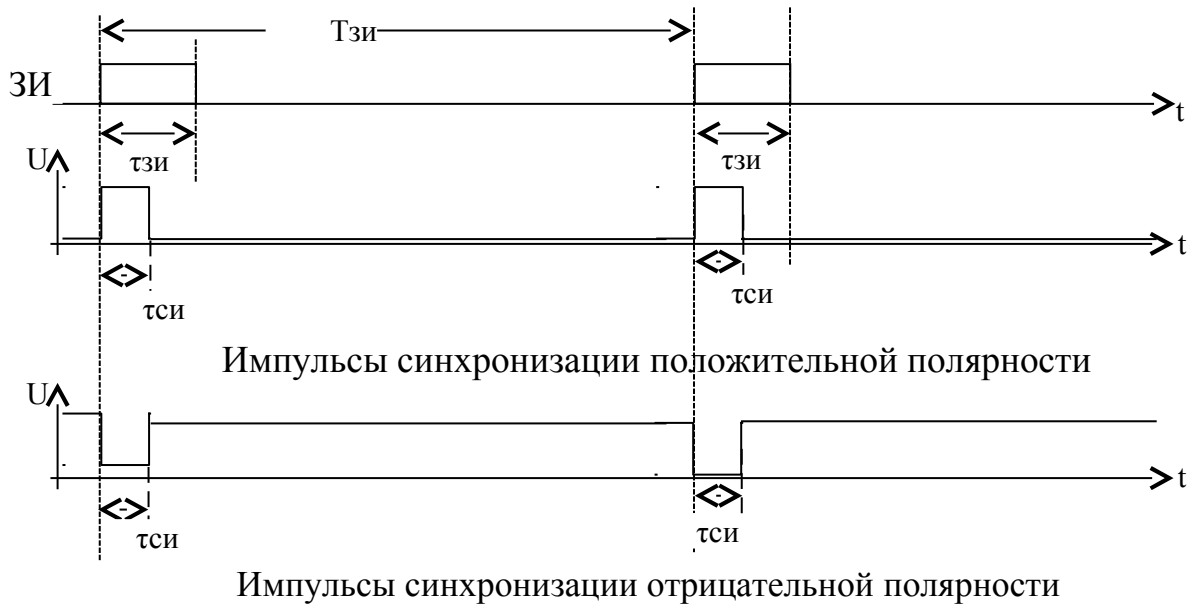 Тзи
ЗИ
t
τзи
τзи
U
t
τси
τси
Импульсы синхронизации положительной полярности
U
t
τси
τси
Импульсы синхронизации отрицательной полярности